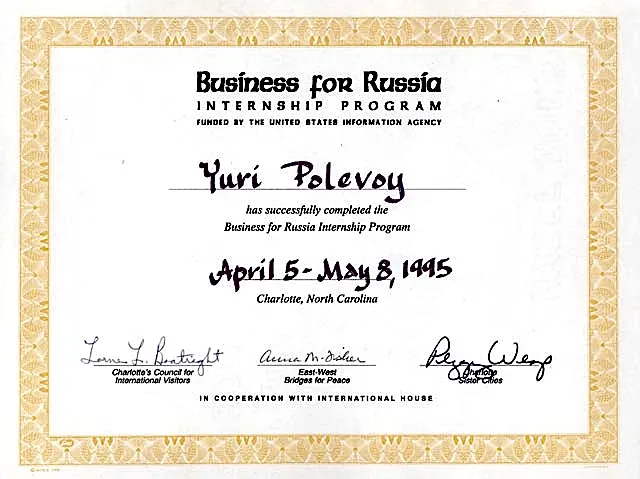 Business for Russia
INTERNSHIP PROGRAM
FUNDED BY THE UNITED STATES INFORMATION AGENCY
Yuri Polevoy
has successfully completed the
Business for Russia Internship Program
April 5 - May 8, 1995
Charlotte, North Carolina
Anna M. Fisher
Charlotte's Council for
International Visitors
East-West
Bridges for Peace
Charlotte
Sister Cities
IN COOPERATION WITH INTERNATIONAL HOUSE